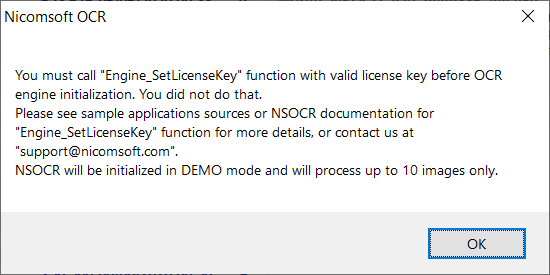 Nicomsoft OCR
You must call "Engine_SetLicenseKey" function with valid license key before OCR
engine initialization. You did not do that.
Please see sample applications sources or NSOCR documentation for
"Engine_SetLicenseKey" function for more details, or contact us at
"support@nicomsoft.com".
NSOCR will be initialized in DEMO mode and will process up to 10 images only.
OK